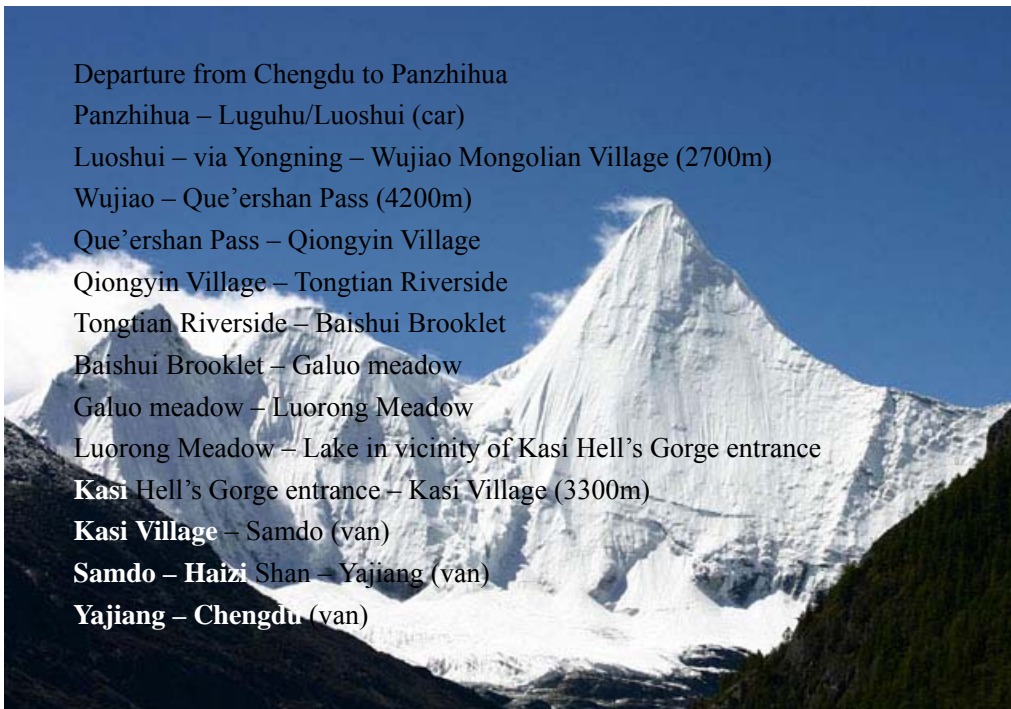 Departure from Chengdu to Panzhihua
Panzhihua – Luguhu/Luoshui (car)
Luoshui – via Yongning – Wujiao Mongolian Village (2700m)
Wujiao – Que’ershan Pass (4200m)
Que’ershan Pass – Qiongyin Village
Qiongyin Village – Tongtian Riverside
Tongtian Riverside – Baishui Brooklet
Baishui Brooklet – Galuo meadow
Galuo meadow – Luorong Meadow
Luorong Meadow – Lake in vicinity of Kasi Hell’s Gorge entrance
Kasi Hell’s Gorge entrance – Kasi Village (3300m)
Kasi Village – Samdo (van)
Samdo – Haizi Shan – Yajiang (van)
Yajiang – Chengdu (van)